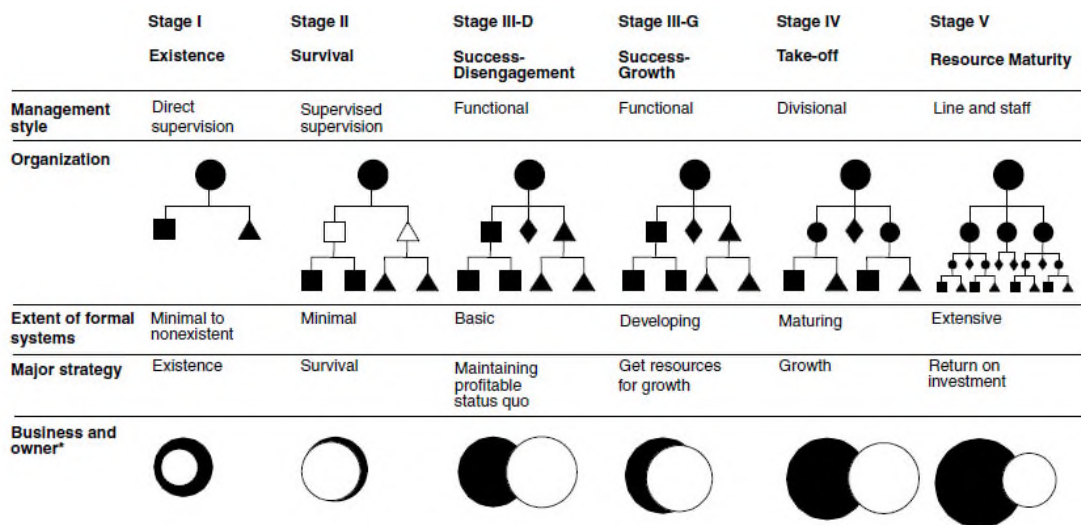 Stage I
Stage II
Stage III-D
Stage III-G
Stage IV
Stage V
Existence
Survival
Success-
Disengagement
Success-
Growth
Take-off
Resource Maturity
Management
style
Direct
supervision
Supervised
supervision
Functional
Functional
Divisional
Line and staff
Organization
Extent of formal
systems
Minimal to
nonexistent
Minimal
Basic
Developing
Maturing
Extensive
Major strategy
Existence
Survival
Maintaining
profitable
status quo
Get resources
for growth
Growth
Return on
investment
Business and
owner*